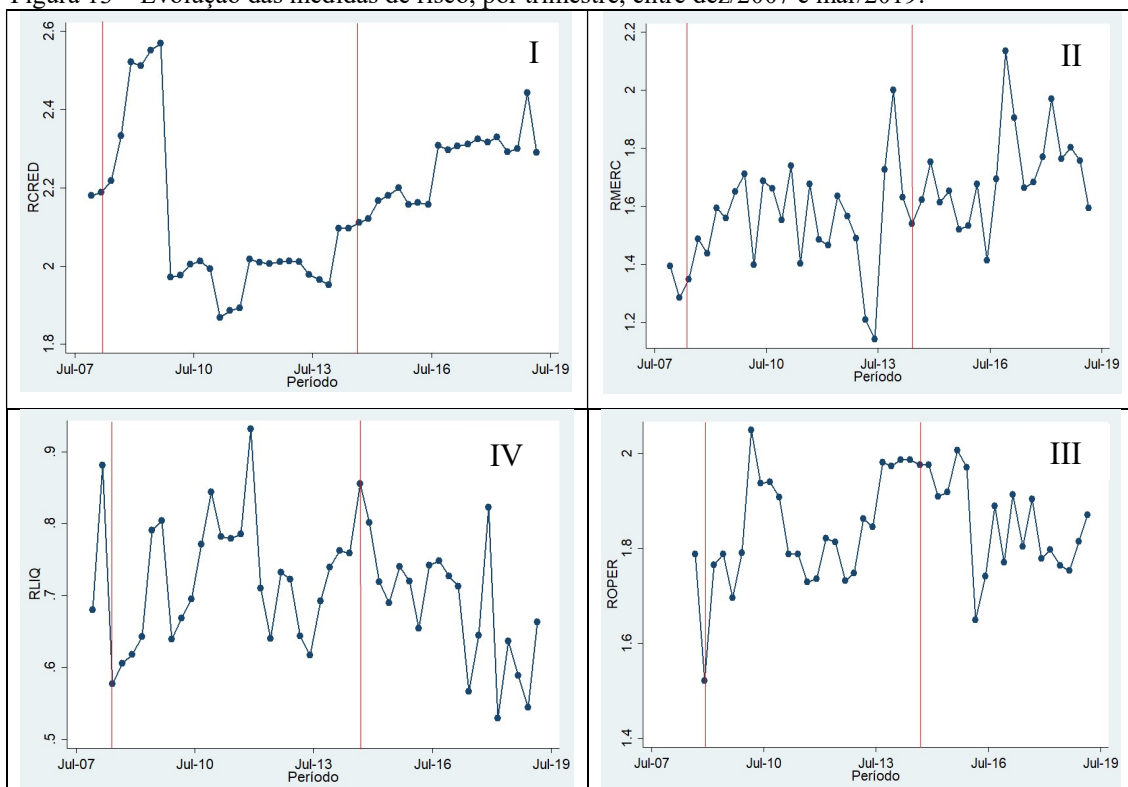 Figura 13 – Evolução das medidas de risco, por trimestre, entre dez/2007 e mar/2019.
I
RCRED
2.6
2.4
2.2
2
1.8
Jul-07 Jul-10 Jul-13 Jul-16 Jul-19
Período
II
RMERC
2.2
2
1.8
1.6
1.4
1.2
Jul-07 Jul-10 Jul-13 Jul-16 Jul-19
Período
IV
RLIQ
.9
.8
.7
.6
.5
Jul-07 Jul-10 Jul-13 Jul-16 Jul-19
Período
III
ROPER
2
1.8
1.6
1.4
Jul-07 Jul-10 Jul-13 Jul-16 Jul-19
Período